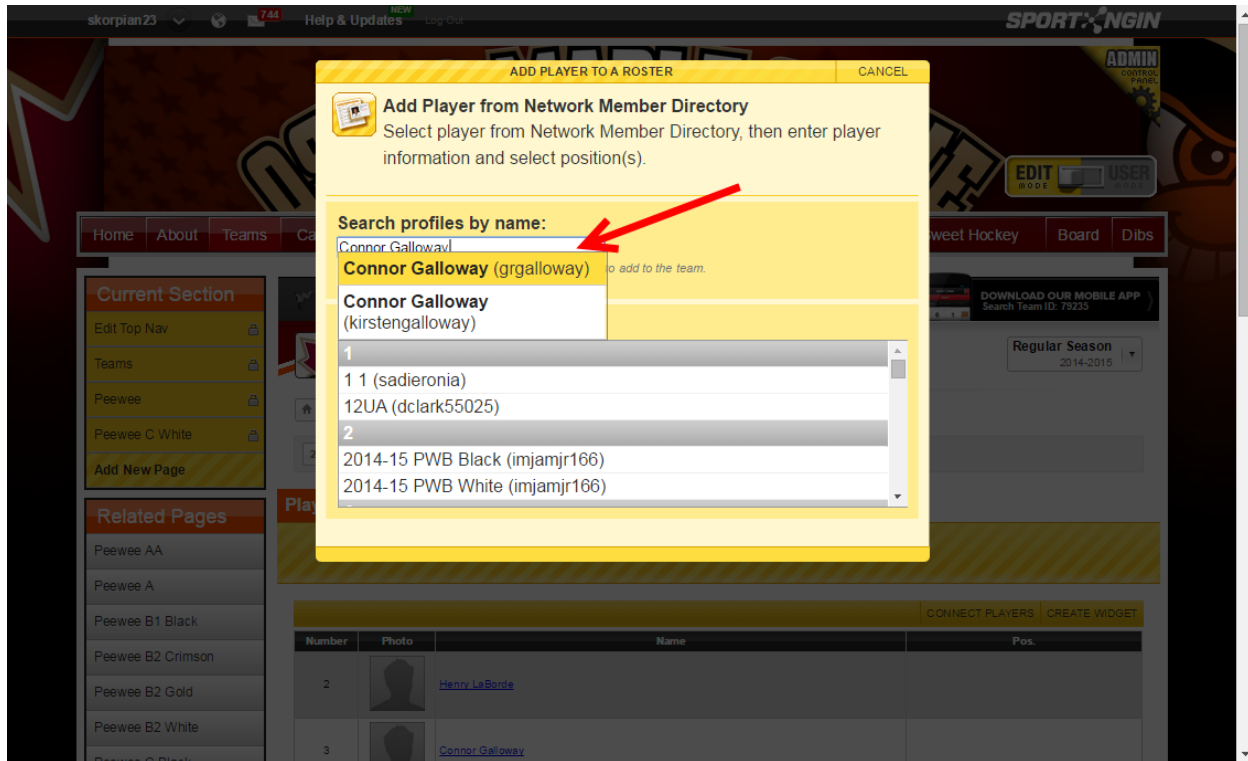 skorpian23
744
Help & Updates
NEW
Log Out
SPORT NGIN
ADMIN
CONTROL
PANEL
EDIT
MODE
USER
MODE
ADD PLAYER TO A ROSTER
CANCEL
Add Player from Network Member Directory
Select player from Network Member Directory, then enter player
information and select position(s).
Search profiles by name:
Connor Galloway
to add to the team.
Connor Galloway (grgalloway)
Connor Galloway
(kirstengalloway)
1
1 1 (sadieronia)
12UA (dclark55025)
2
2014-15 PWB Black (imjamjr166)
2014-15 PWB White (imjamjr166)
Home
About
Teams
Sweet Hockey
Board
Dibs
Current Section
Edit Top Nav
Teams
Peewee
Peewee C White
Add New Page
DOWNLOAD OUR MOBILE APP
Search Team ID: 79235
Regular Season
2014-2015
Related Pages
Peewee AA
Peewee A
Peewee B1 Black
Peewee B2 Crimson
Peewee B2 Gold
Peewee B2 White
CONNECT PLAYERS
CREATE WIDGET
Number
Photo
Name
Pos.
2
Henry LaBorde
3
Connor Galloway